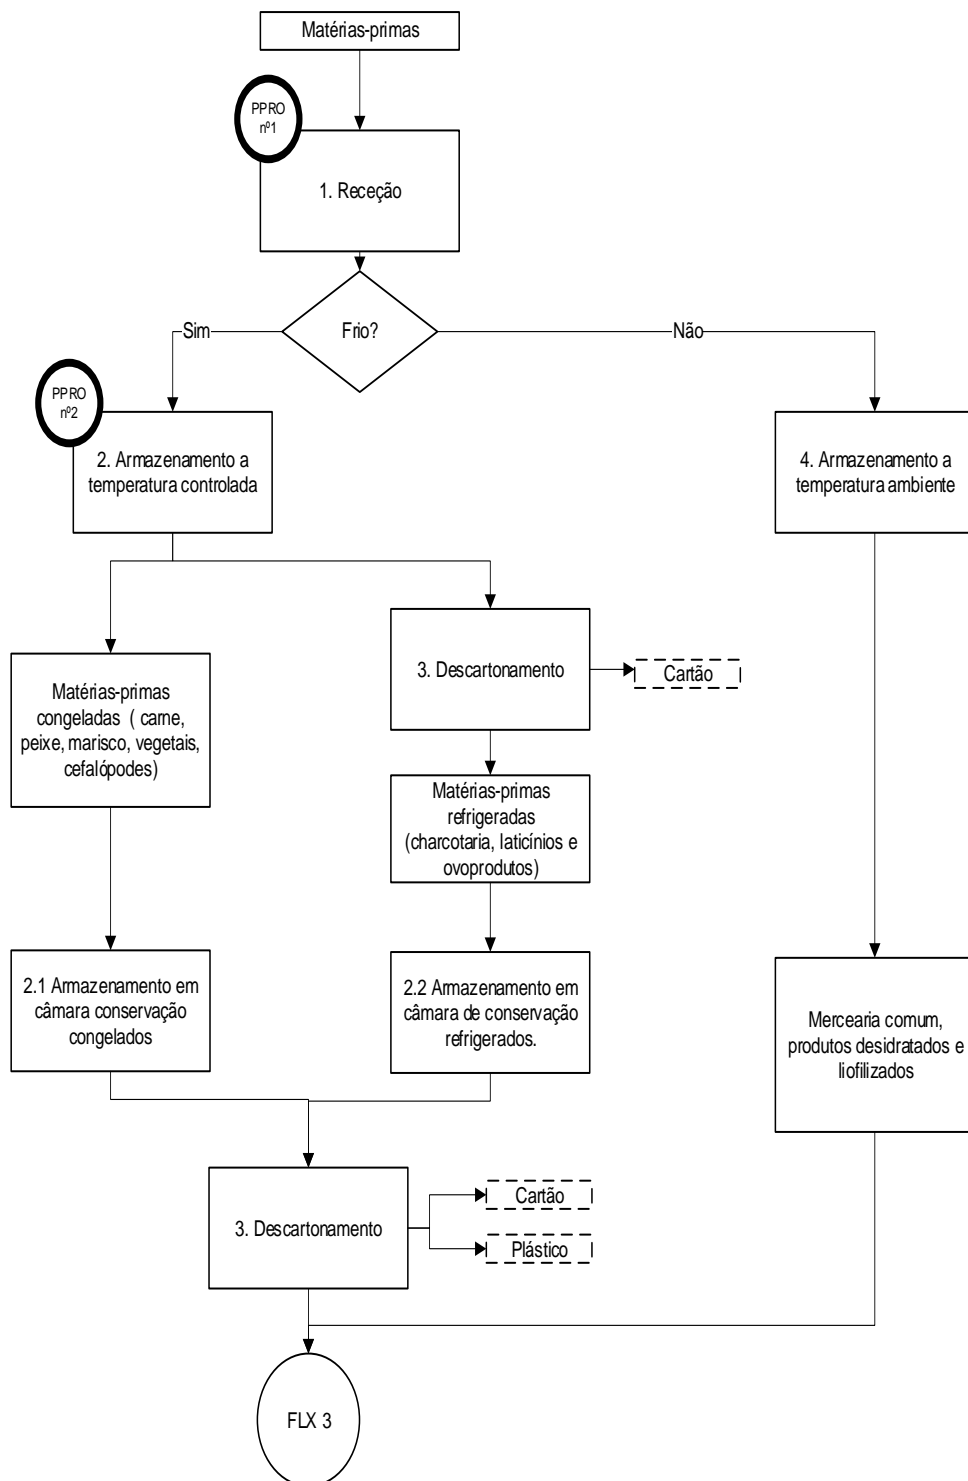 Matérias-primas
PPRO
nº1
1. Receção
Frio?
Sim
Não
PPRO
nº2
2. Armazenamento a
temperatura controlada
4. Armazenamento a
temperatura ambiente
3. Descartonamento
Cartão
Matérias-primas
congeladas ( carne,
peixe, marisco, vegetais,
cefalópodes)
Matérias-primas
refrigeradas
(charcotaria, laticínios e
ovoprodutos)
2.1 Armazenamento em
câmara conservação
congelados
2.2 Armazenamento em
câmara de conservação
refrigerados.
Mercearia comum,
produtos desidratados e
liofilizados
3. Descartonamento
Cartão
Plástico
FLX 3